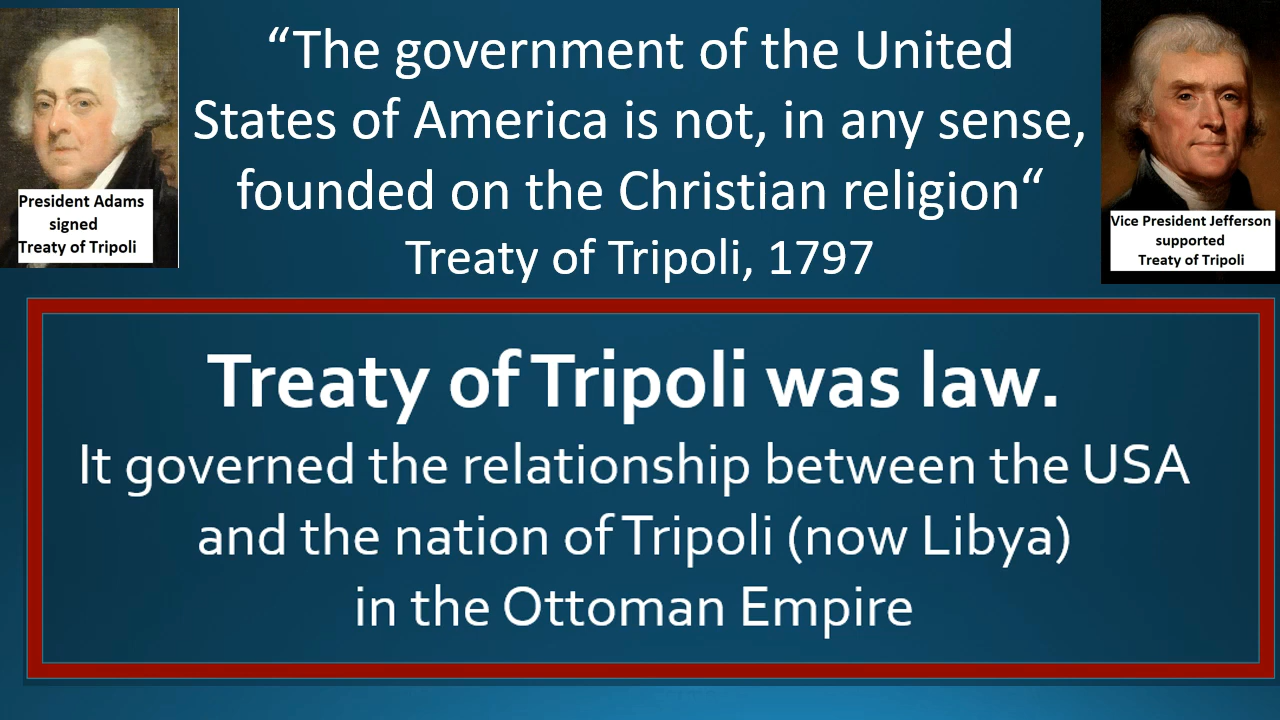 “The government of the United
States of America is not, in any sense,
founded on the Christian religion“
Treaty of Tripoli, 1797
President Adams
signed
Treaty of Tripoli
Vice President Jefferson
supported
Treaty of Tripoli
Treaty of Tripoli was law.
It governed the relationship between the USA
and the nation of Tripoli (now Libya)
in the Ottoman Empire